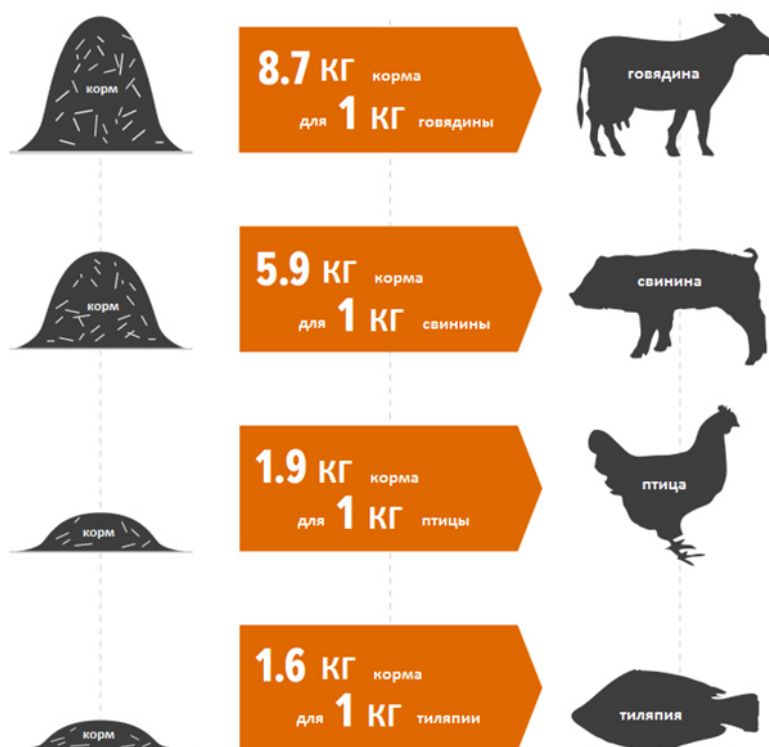 корм
8.7 КГ корма
для 1 КГ говядины
говядина
корм
5.9 КГ корма
для 1 КГ свинины
свинина
корм
1.9 КГ корма
для 1 КГ птицы
птица
корм
1.6 КГ корма
для 1 КГ тиляпии
тиляпия